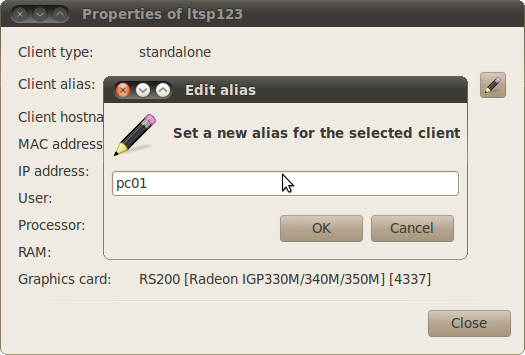 Properties of ltsp123
Client type: standalone
Client alias:
Client hostna
MAC address
IP address:
User:
Processor:
RAM:
Graphics card: RS200 [Radeon IGP330M/340M/350M] [4337]
Close
Edit alias
Set a new alias for the selected client
pc01
OK Cancel